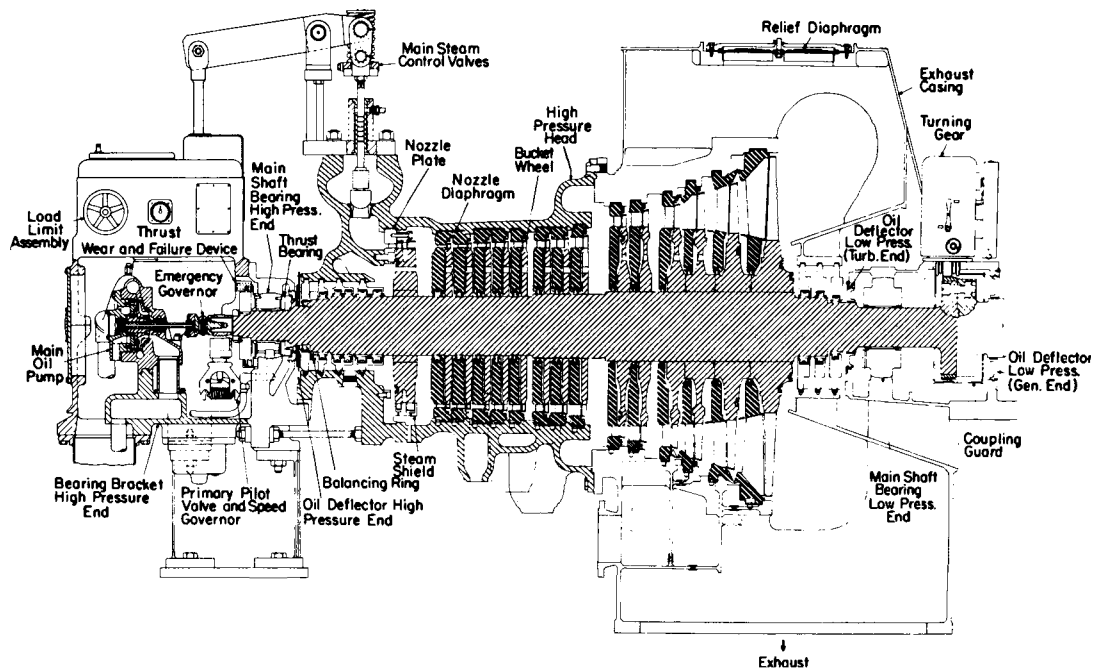 Relief Diaphragm
Main Steam
Control Valves
Exhaust
Casing
Turning
Gear
High
Pressure
Head
Bucket
Wheel
Nozzle
Plate
Nozzle
Diaphragm
Main
Shaft
Bearing
High Press.
End
Thrust
Bearing
Load
Limit
Assembly
Thrust
Wear and Failure Device
Emergency
Governor
Oil
Deflector
Low Press.
(Turb. End)
Main
Oil
Pump
Oil Deflector
Low Press.
(Gen. End)
Coupling
Guard
Main Shaft
Bearing
Low Press.
End
Steam
Shield
Balancing Ring
Oil Deflector High
Pressure End
Bearing Bracket
High Pressure
End
Primary Pilot
Valve and Speed
Governor
Exhaust